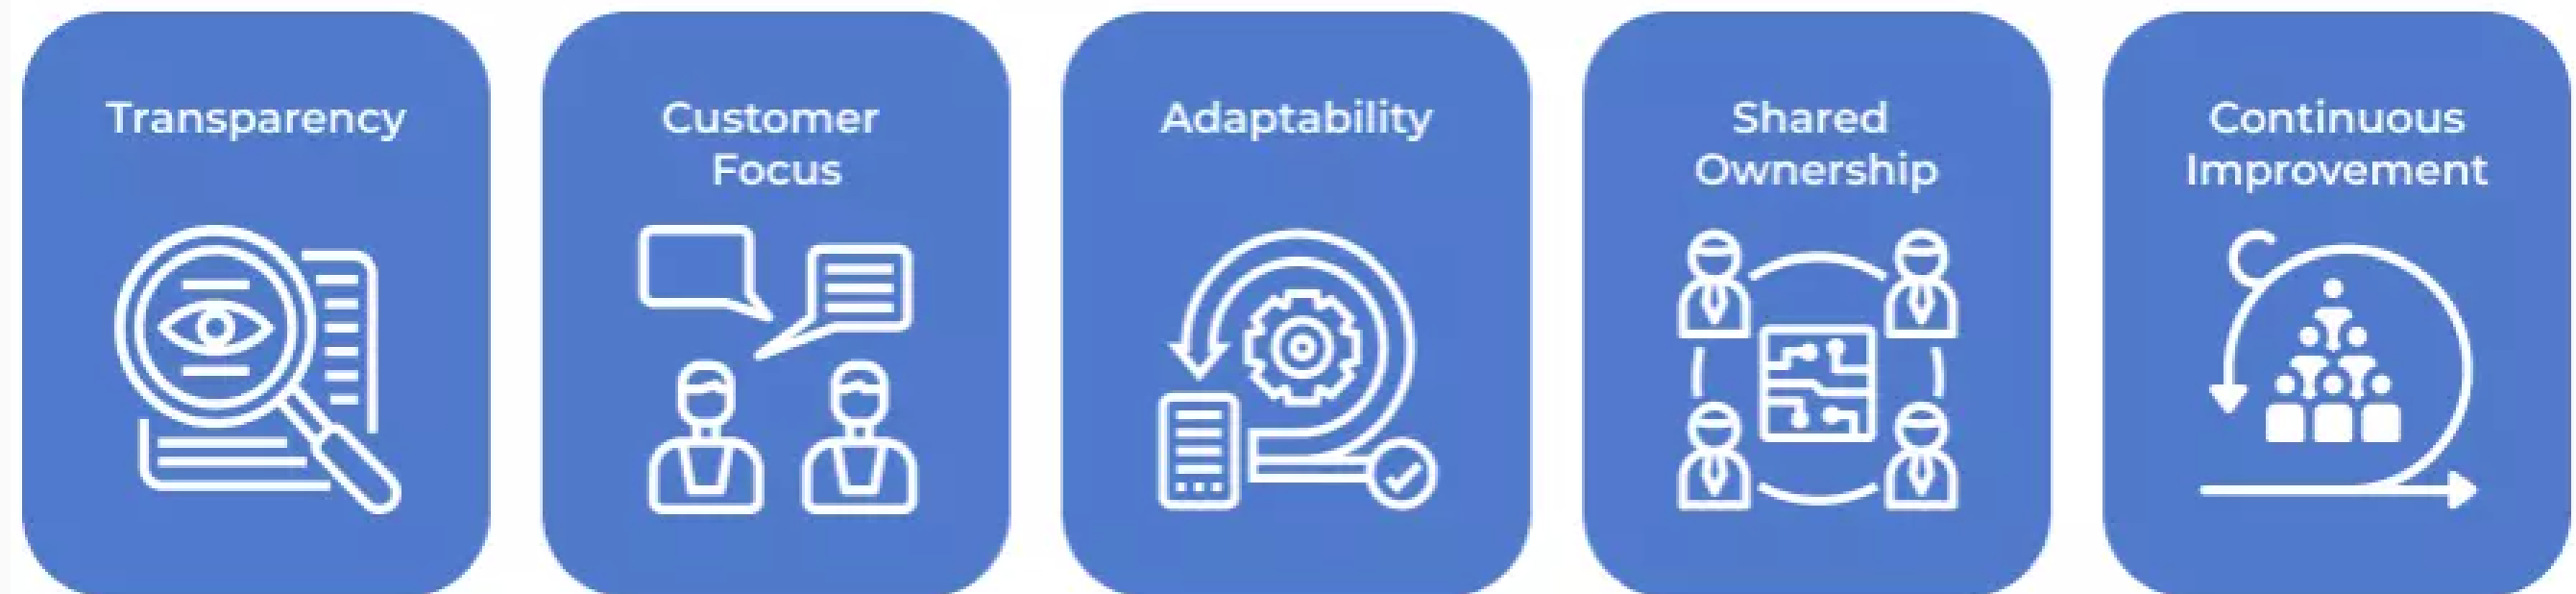 Transparency
Customer
Focus
Adaptability
Shared
Ownership
Continuous
Improvement